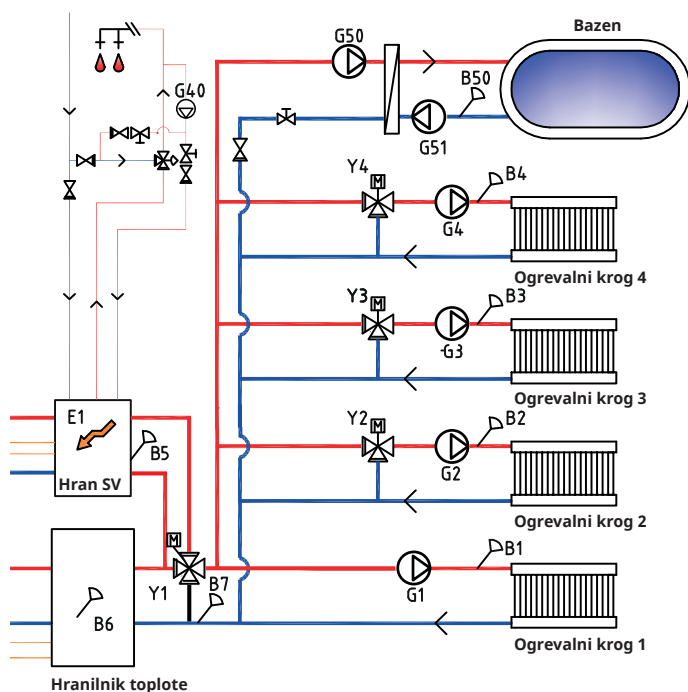 Bazen
G50
B50
G40
G51
Y4
M
B4
G4
Ogrevalni krog 4
Y3
M
B3
-G3
Ogrevalni krog 3
Y2
M
B2
G2
Ogrevalni krog 2
E1
B5
Hran SV
M
Y1
B7
B1
G1
B6
Ogrevalni krog 1
Hranilnik toplote